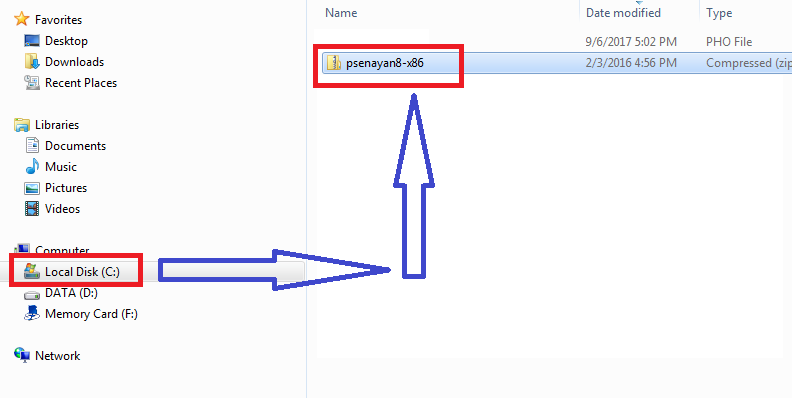 Favorites
Desktop
Downloads
Recent Places
Libraries
Documents
Music
Pictures
Videos
Computer
Local Disk (C:)
DATA (D:)
Memory Card (F:)
Network
Name Date modified Type
9/6/2017 5:02 PM PHO File
psenayan8-x86 2/3/2016 4:56 PM Compressed (zip